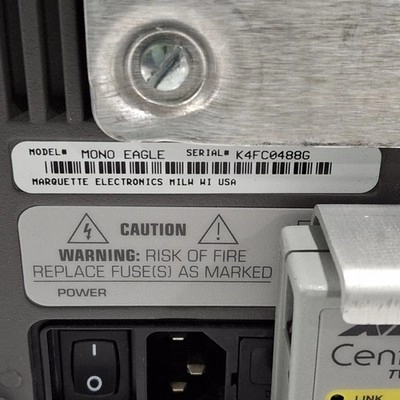 MODEL# MONO EAGLE SERIAL# K4FC0488G
MARQUETTE ELECTRONICS MILW WI USA
CAUTION
WARNING: RISK OF FIRE
REPLACE FUSE(S) AS MARKED
POWER
LINK